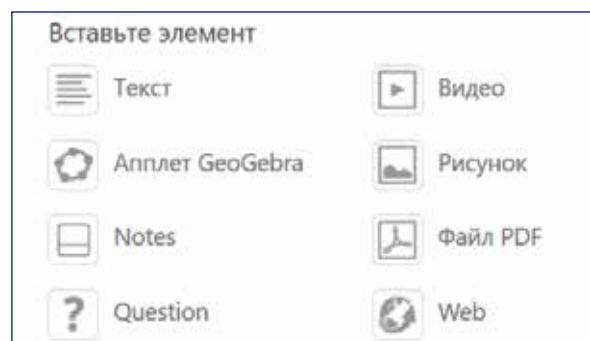 Вставьте элемент
Текст Видео
Апплет GeoGebra Рисунок
Notes Файл PDF
Question Web